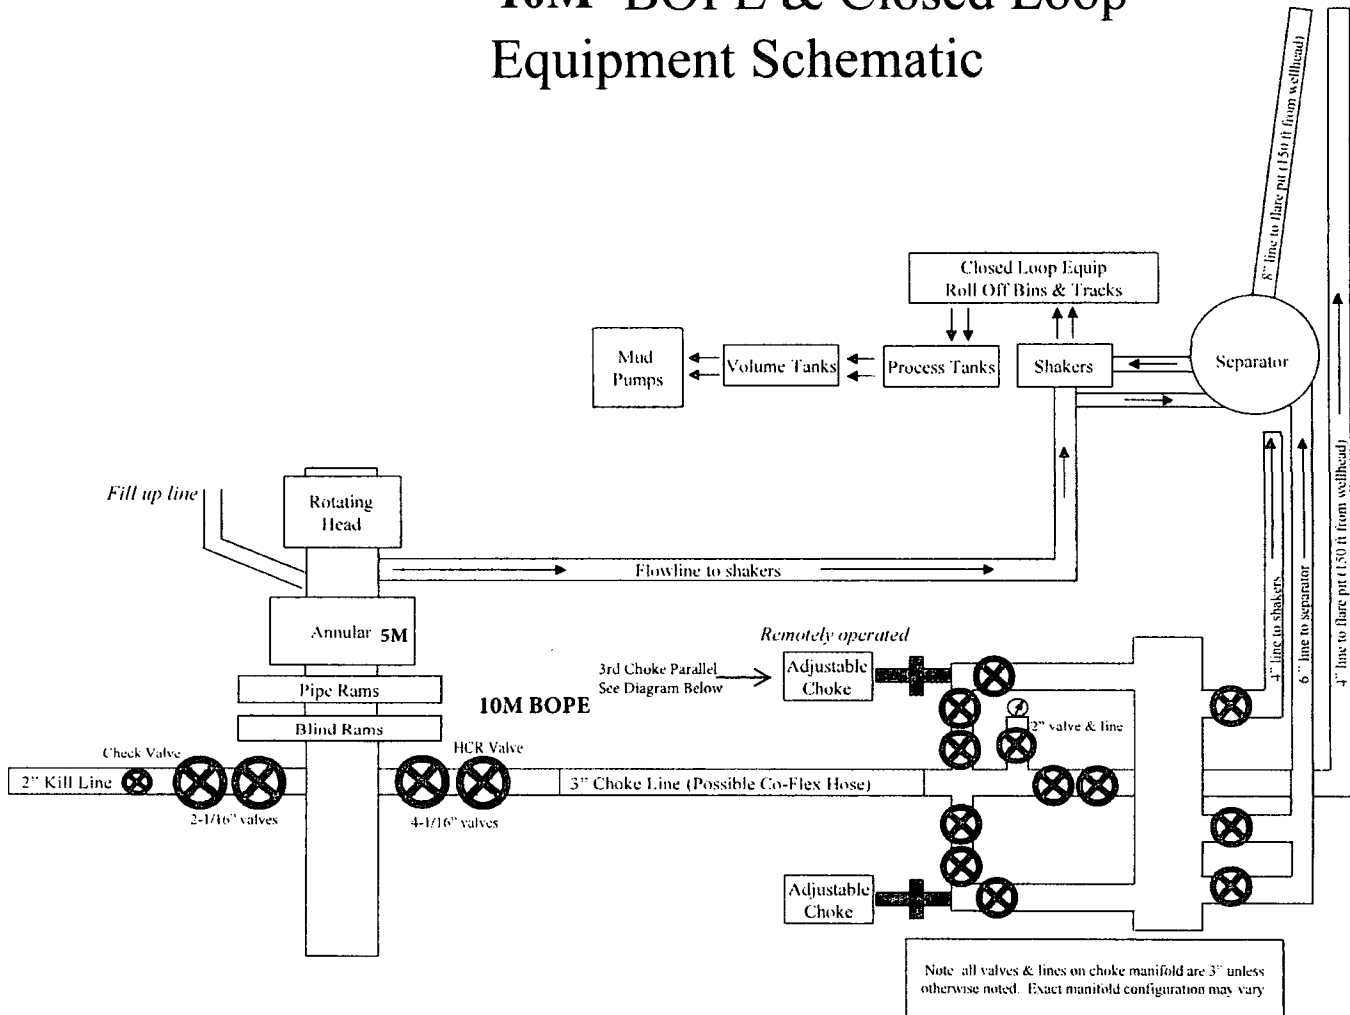 10M BOPE & Closed Loop
Equipment Schematic
8" line to flare pit (150 ft from wellhead)
Closed Loop Equip
Roll Off Bins & Tracks
Mud
Pumps
Volume Tanks
Process Tanks
Shakers
Separator
Fill up line
Rotating
Head
Flowline to shakers
4" line to shakers
6" line to separator
4" line to flare pit (150 ft from wellhead)
Annular 5M
Remotely operated
3rd Choke Parallel
See Diagram Below
Adjustable
Choke
Pipe Rams
10M BOPE
Blind Rams
2" valve & line
Check Valve
HCR Valve
2" Kill Line
3" Choke Line (Possible Co-Flex Hose)
2-1/16" valves
4-1/16" valves
Adjustable
Choke
Note all valves & lines on choke manifold are 3" unless
otherwise noted. Exact manifold configuration may vary